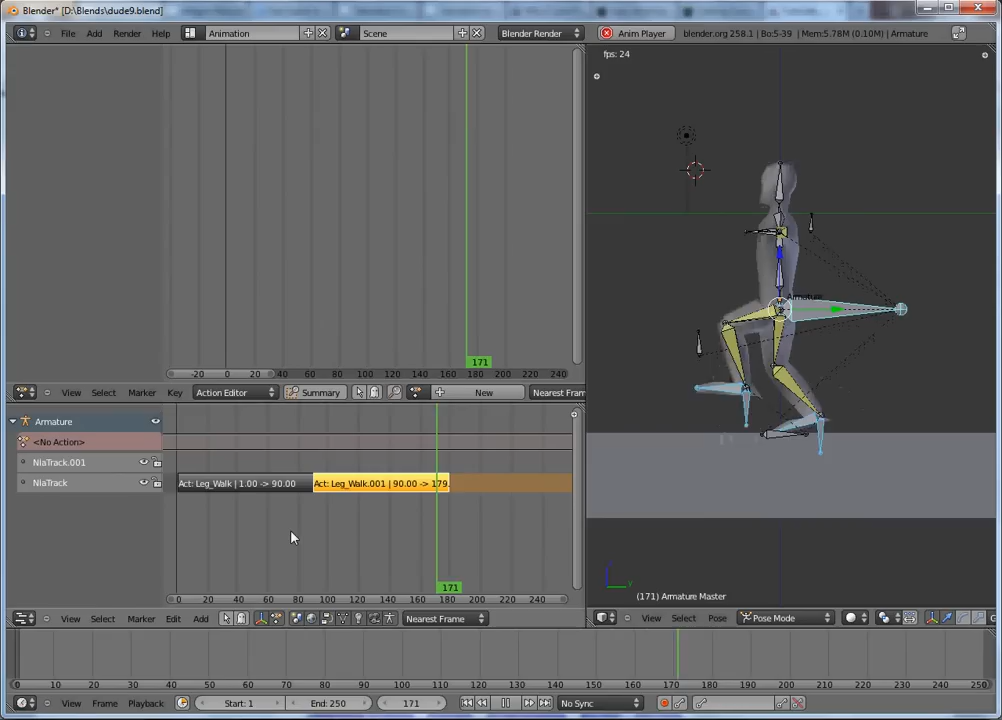 Blender* [D:\Blends\dude9.blend]
File Add Render Help Animation Scene Blender Render Anim Player blender.org 258.1 | Bo:5-39 | Mem:5.78M (0.10M) | Armature
fps: 24
Armature
171
-20 0 20 40 60 80 100 120 140 160 180 200 220 240
View Select Marker Key Action Editor Summary New Nearest Fram
Armature
<No Action>
NlaTrack.001
NlaTrack
Act: Leg_Walk | 1.00 -> 90.00
Act: Leg_Walk.001 | 90.00 -> 179.
171
0 20 40 60 80 100 120 140 160 180 200 220 240
z
y
(171) Armature Master
View Select Marker Edit Add Nearest Frame
View Select Pose Pose Mode
0 10 20 30 40 50 60 70 80 90 100 110 120 130 140 150 160 170 180 190 200 210 220 230 240 250
View Frame Playback Start: 1 End: 250 171 No Sync